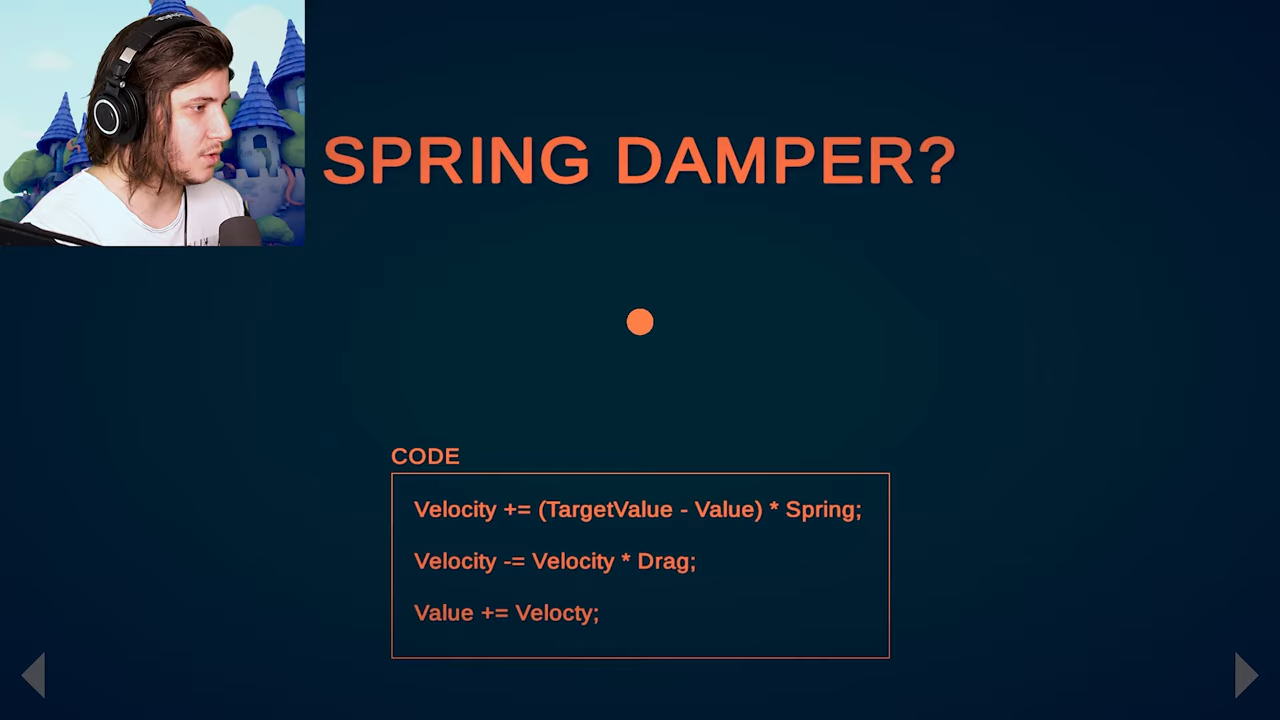 SPRING DAMPER?
CODE
Velocity += (TargetValue - Value) * Spring;
Velocity -= Velocity * Drag;
Value += Velocty;